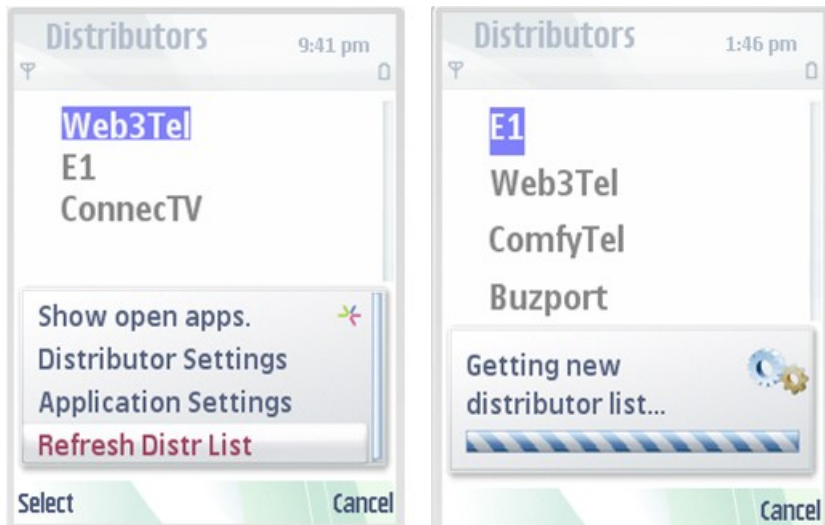 Distributors
9:41 pm
Web3Tel
E1
ConnecTV
Show open apps.
Distributor Settings
Application Settings
Refresh Distr List
Select
Cancel
Distributors
1:46 pm
E1
Web3Tel
ComfyTel
Buzport
Getting new
distributor list...
Cancel